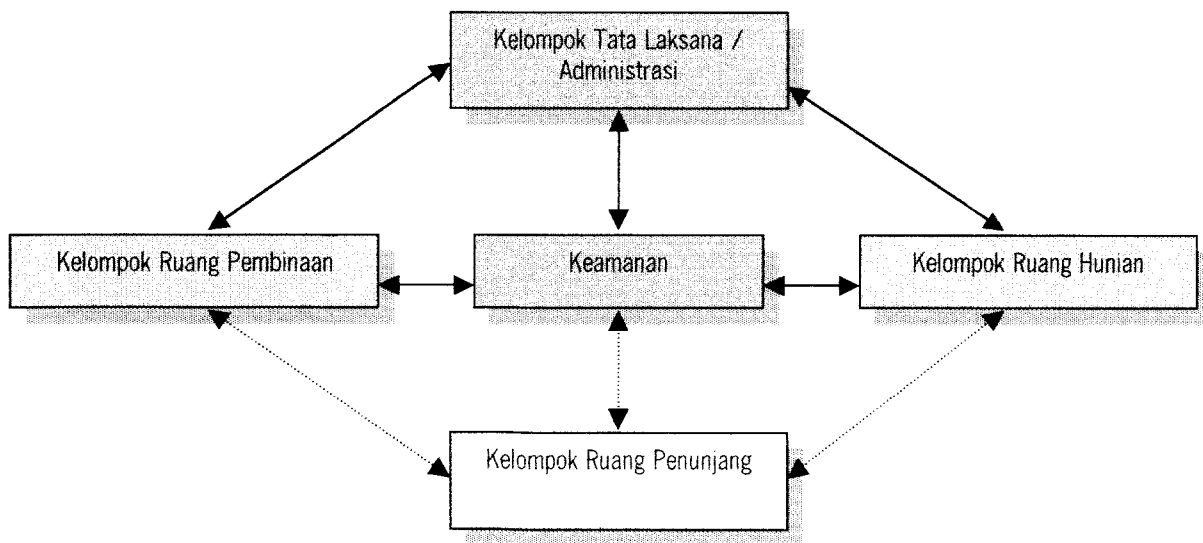 Kelompok Tata Laksana /
Administrasi
Kelompok Ruang Pembinaan
Keamanan
Kelompok Ruang Hunian
Kelompok Ruang Penunjang